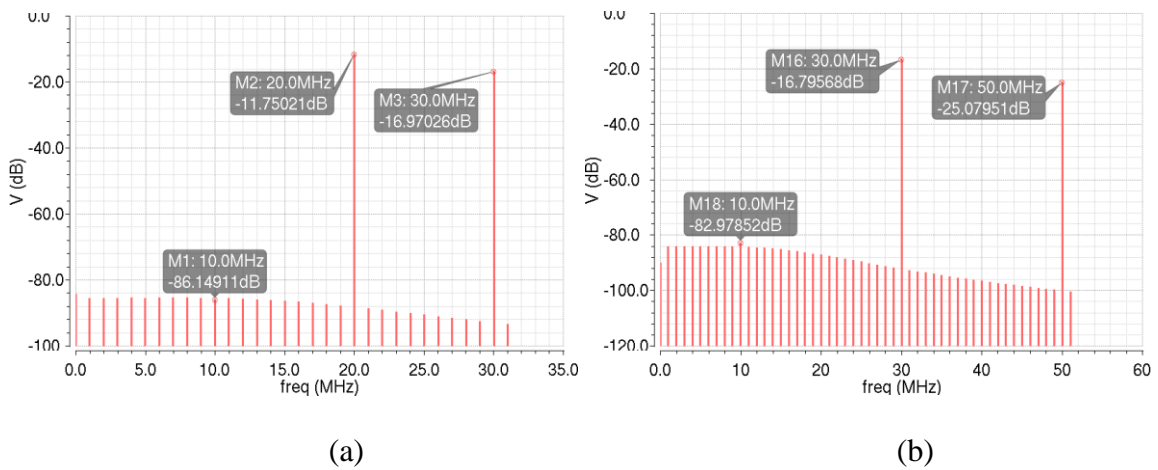 0.0
-20.0
-40.0
-60.0
-80.0
-100
V (dB)
M2: 20.0MHz
-11.75021dB
M3: 30.0MHz
-16.97026dB
M1: 10.0MHz
-86.14911dB
0.0 5.0 10.0 15.0 20.0 25.0 30.0 35.0
freq (MHz)
(a)
0.0
-20.0
-40.0
-60.0
-80.0
-100.0
-120.0
V (dB)
M16: 30.0MHz
-16.79568dB
M17: 50.0MHz
-25.07951dB
M18: 10.0MHz
-82.97852dB
0.0 10 20 30 40 50 60
freq (MHz)
(b)